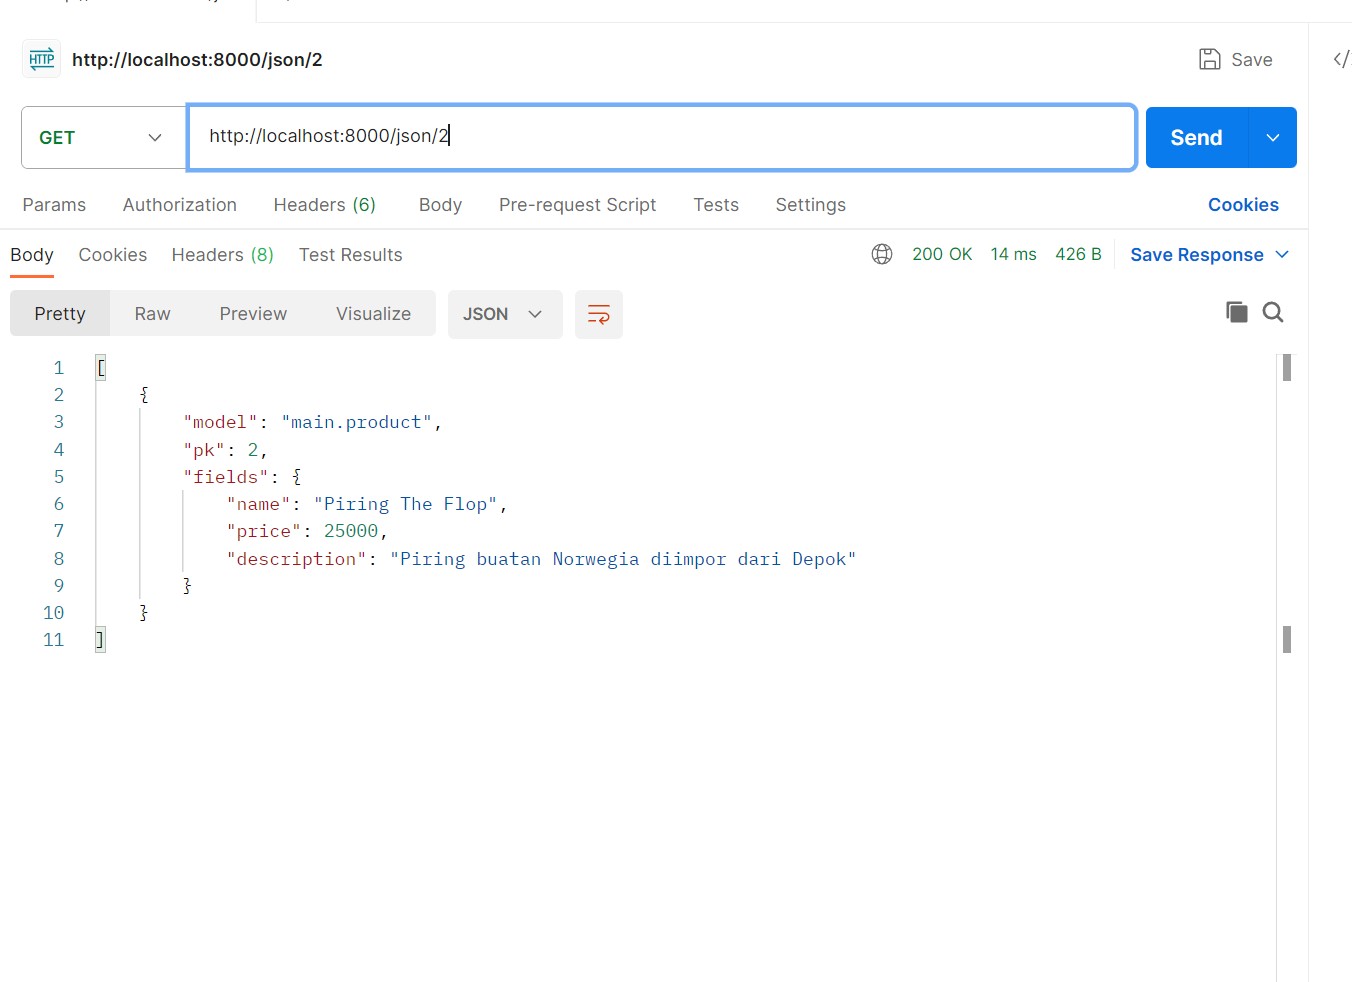 HTTP http://localhost:8000/json/2 Save </
GET http://localhost:8000/json/2 Send
Params Authorization Headers (6) Body Pre-request Script Tests Settings Cookies
Body Cookies Headers (8) Test Results 200 OK 14 ms 426 B Save Response
Pretty Raw Preview Visualize JSON
1 [
2 {
3 "model": "main.product",
4 "pk": 2,
5 "fields": {
6 "name": "Piring The Flop",
7 "price": 25000,
8 "description": "Piring buatan Norwegia diimpor dari Depok"
9 }
10 }
11 ]